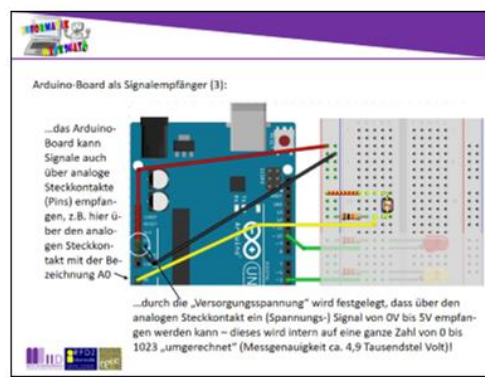 INFORMATIK
WERKSTATT
Arduino-Board als Signalempfänger (3):
...das Arduino-
Board kann
Signale auch
über analoge
Steckkontakte
(Pins) empfan-
gen, z.B. hier ü-
ber den analo-
gen Steckkon-
takt mit der Be-
zeichnung A0
UNO
...durch die „Versorgungsspannung" wird festgelegt, dass über den
analogen Steckkontakt ein (Spannungs-) Signal von 0V bis 5V empfan-
gen werden kann – dieses wird intern auf eine ganze Zahl von 0 bis
1023 „umgerechnet" (Messgenauigkeit ca. 4,9 Tausendstel Volt)!